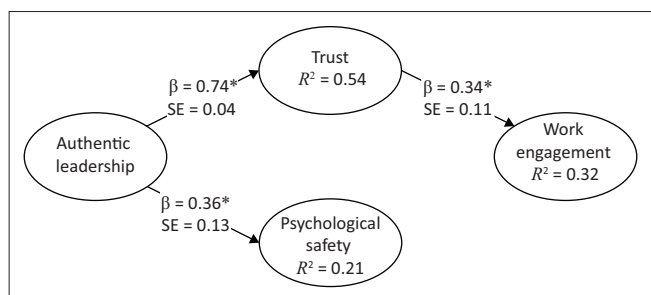 Trust
R² = 0.54
β = 0.74*
SE = 0.04
β = 0.34*
SE = 0.11
Authentic
leadership
Work
engagement
R² = 0.32
β = 0.36*
SE = 0.13
Psychological
safety
R² = 0.21